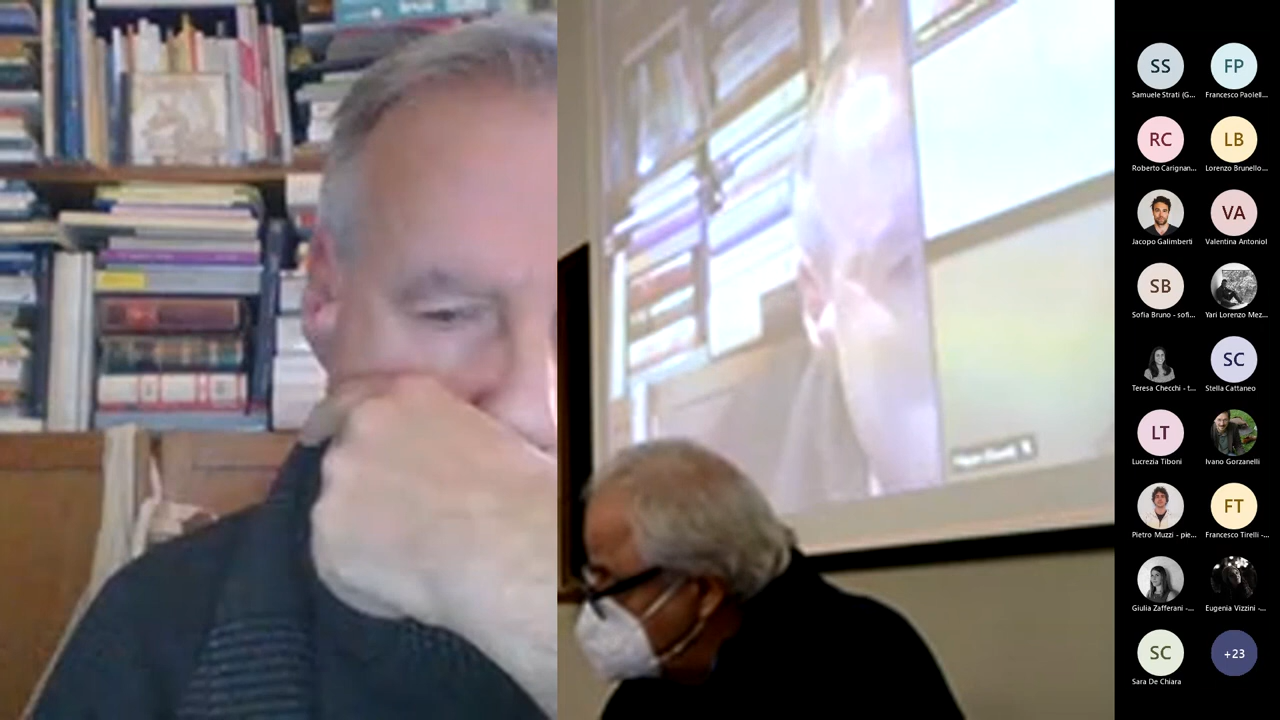 SS FP
Samuele Strati (G... Francesco Paolell...
RC LB
Roberto Carignan... Lorenzo Brunello...
VA
Jacopo Galimberti Valentina Antoniol
SB
Sofia Bruno - sofi... Yari Lorenzo Mez...
SC
Teresa Checchi - t... Stella Cattaneo
LT
Lucrezia Tiboni Ivano Gorzanelli
FT
Pietro Muzzi - pie... Francesco Tirelli -...
Giulia Zafferani -... Eugenia Vizzini -...
SC +23
Sara De Chiara